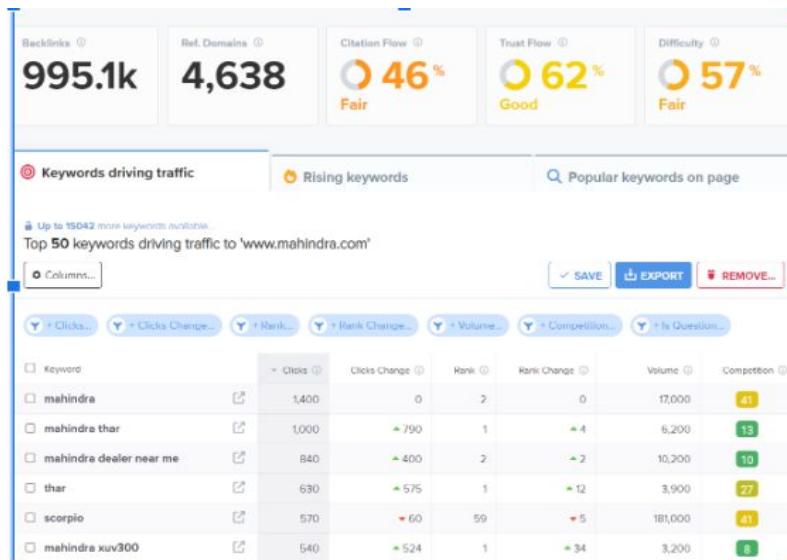 Backlinks Ref. Domains Citation Flow Trust Flow Difficulty
995.1k 4,638 46 % 62 % 57 %
Fair Good Fair
Keywords driving traffic Rising keywords Popular keywords on page
Up to 15042 more keywords available...
Top 50 keywords driving traffic to 'www.mahindra.com'
Columns... SAVE EXPORT REMOVE...
+ Clicks... + Clicks Change... + Rank... + Rank Change... + Volume... + Competition... + Is Question...
Keyword Clicks Clicks Change Rank Rank Change Volume Competition
mahindra 1,400 0 2 0 17,000 41
mahindra thar 1,000 790 1 4 6,200 13
mahindra dealer near me 840 400 2 2 10,200 10
thar 630 575 1 12 3,900 27
scorpio 570 60 59 5 181,000 41
mahindra xuv300 540 524 1 34 3,200 8